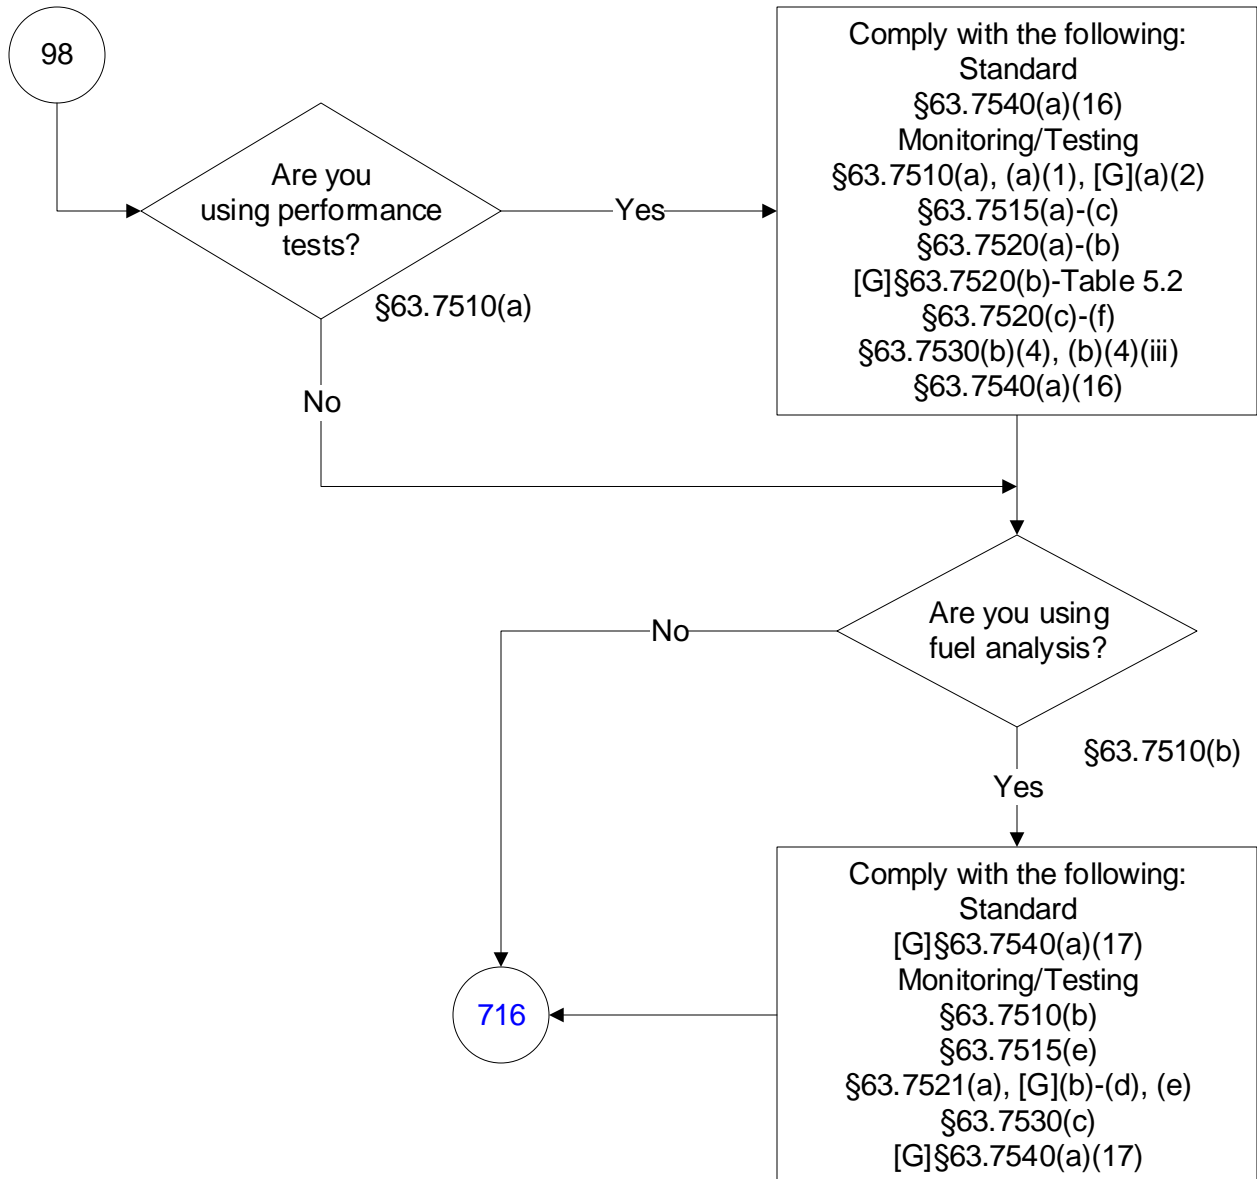 98
Are you
using performance
tests?
§63.7510(a)
Yes
No
Comply with the following:
Standard
§63.7540(a)(16)
Monitoring/Testing
§63.7510(a), (a)(1), [G](a)(2)
§63.7515(a)-(c)
§63.7520(a)-(b)
[G]§63.7520(b)-Table 5.2
§63.7520(c)-(f)
§63.7530(b)(4), (b)(4)(iii)
§63.7540(a)(16)
Are you using
fuel analysis?
§63.7510(b)
No
Yes
Comply with the following:
Standard
[G]§63.7540(a)(17)
Monitoring/Testing
§63.7510(b)
§63.7515(e)
§63.7521(a), [G](b)-(d), (e)
§63.7530(c)
[G]§63.7540(a)(17)
716